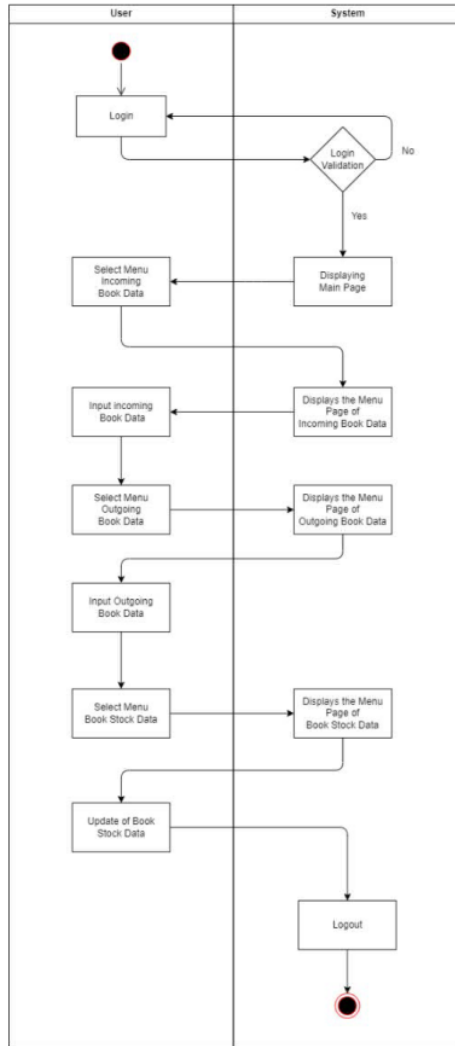 User
System
Login
Login
Validation
No
Yes
Select Menu
Incoming
Book Data
Displaying
Main Page
Input incoming
Book Data
Displays the Menu
Page of
Incoming Book Data
Select Menu
Outgoing
Book Data
Displays the Menu
Page of
Outgoing Book Data
Input Outgoing
Book Data
Select Menu
Book Stock Data
Displays the Menu
Page of
Book Stock Data
Update of Book
Stock Data
Logout